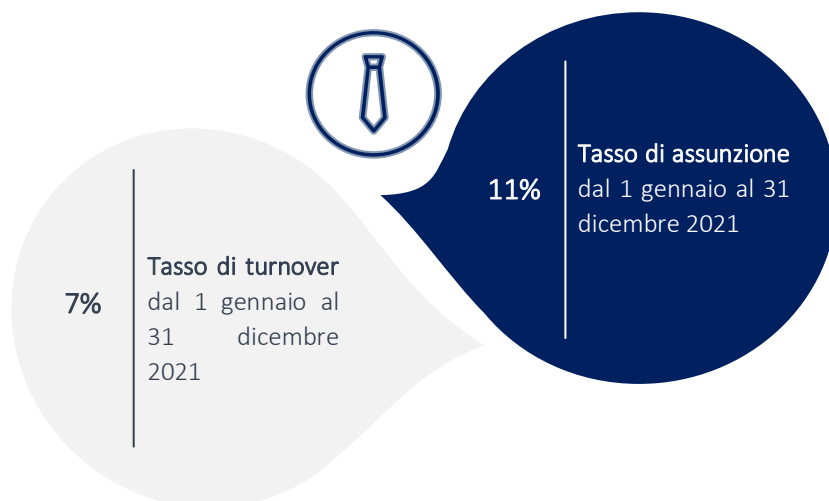 11%
Tasso di assunzione
dal 1 gennaio al 31
dicembre 2021
7%
Tasso di turnover
dal 1 gennaio al
31 dicembre
2021